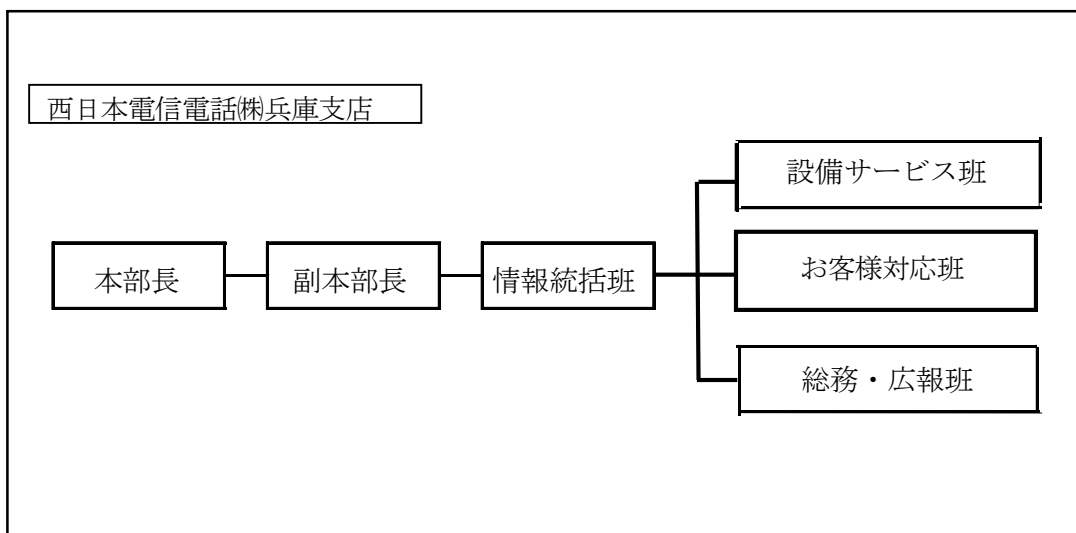 西日本電信電話㈱兵庫支店
設備サービス班
本部長
副本部長
情報統括班
お客様対応班
総務・広報班